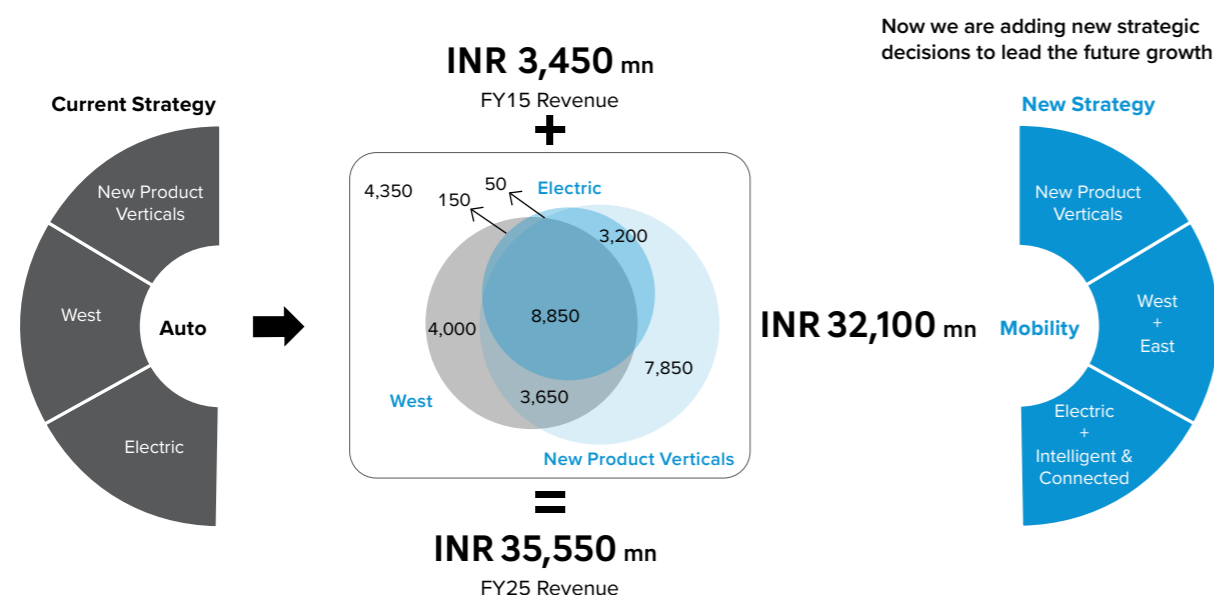 Now we are adding new strategic
decisions to lead the future growth
INR 3,450 mn
FY15 Revenue
+
Current Strategy
New Product
Verticals
West
Auto
Electric
4,350
150
50
Electric
3,200
4,000
8,850
7,850
3,650
West
New Product Verticals
INR 32,100 mn
=
INR 35,550 mn
FY25 Revenue
New Strategy
New Product
Verticals
Mobility
West
+
East
Electric
+
Intelligent &
Connected